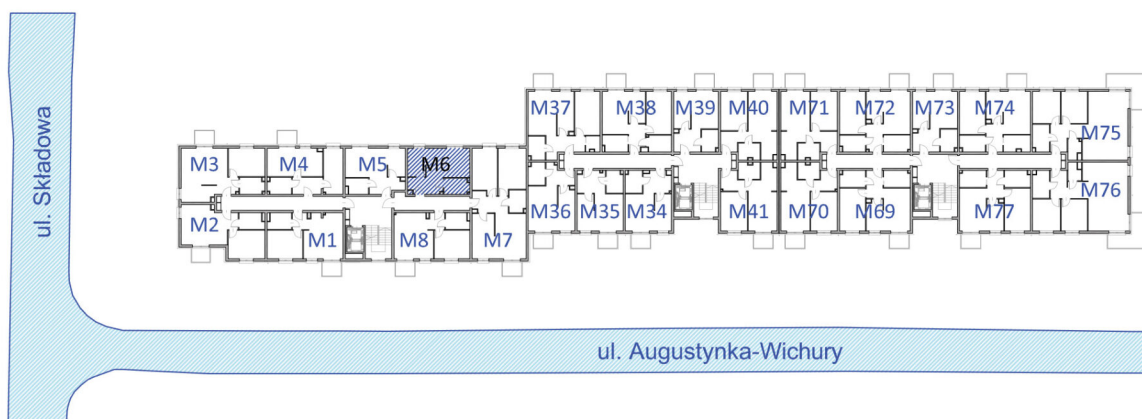 ul. Składowa
M37
M38
M39
M40
M71
M72
M73
M74
M75
M3
M4
M5
M6
M36
M35
M34
M41
M70
M69
M77
M76
M2
M1
M8
M7
ul. Augustynka-Wichury